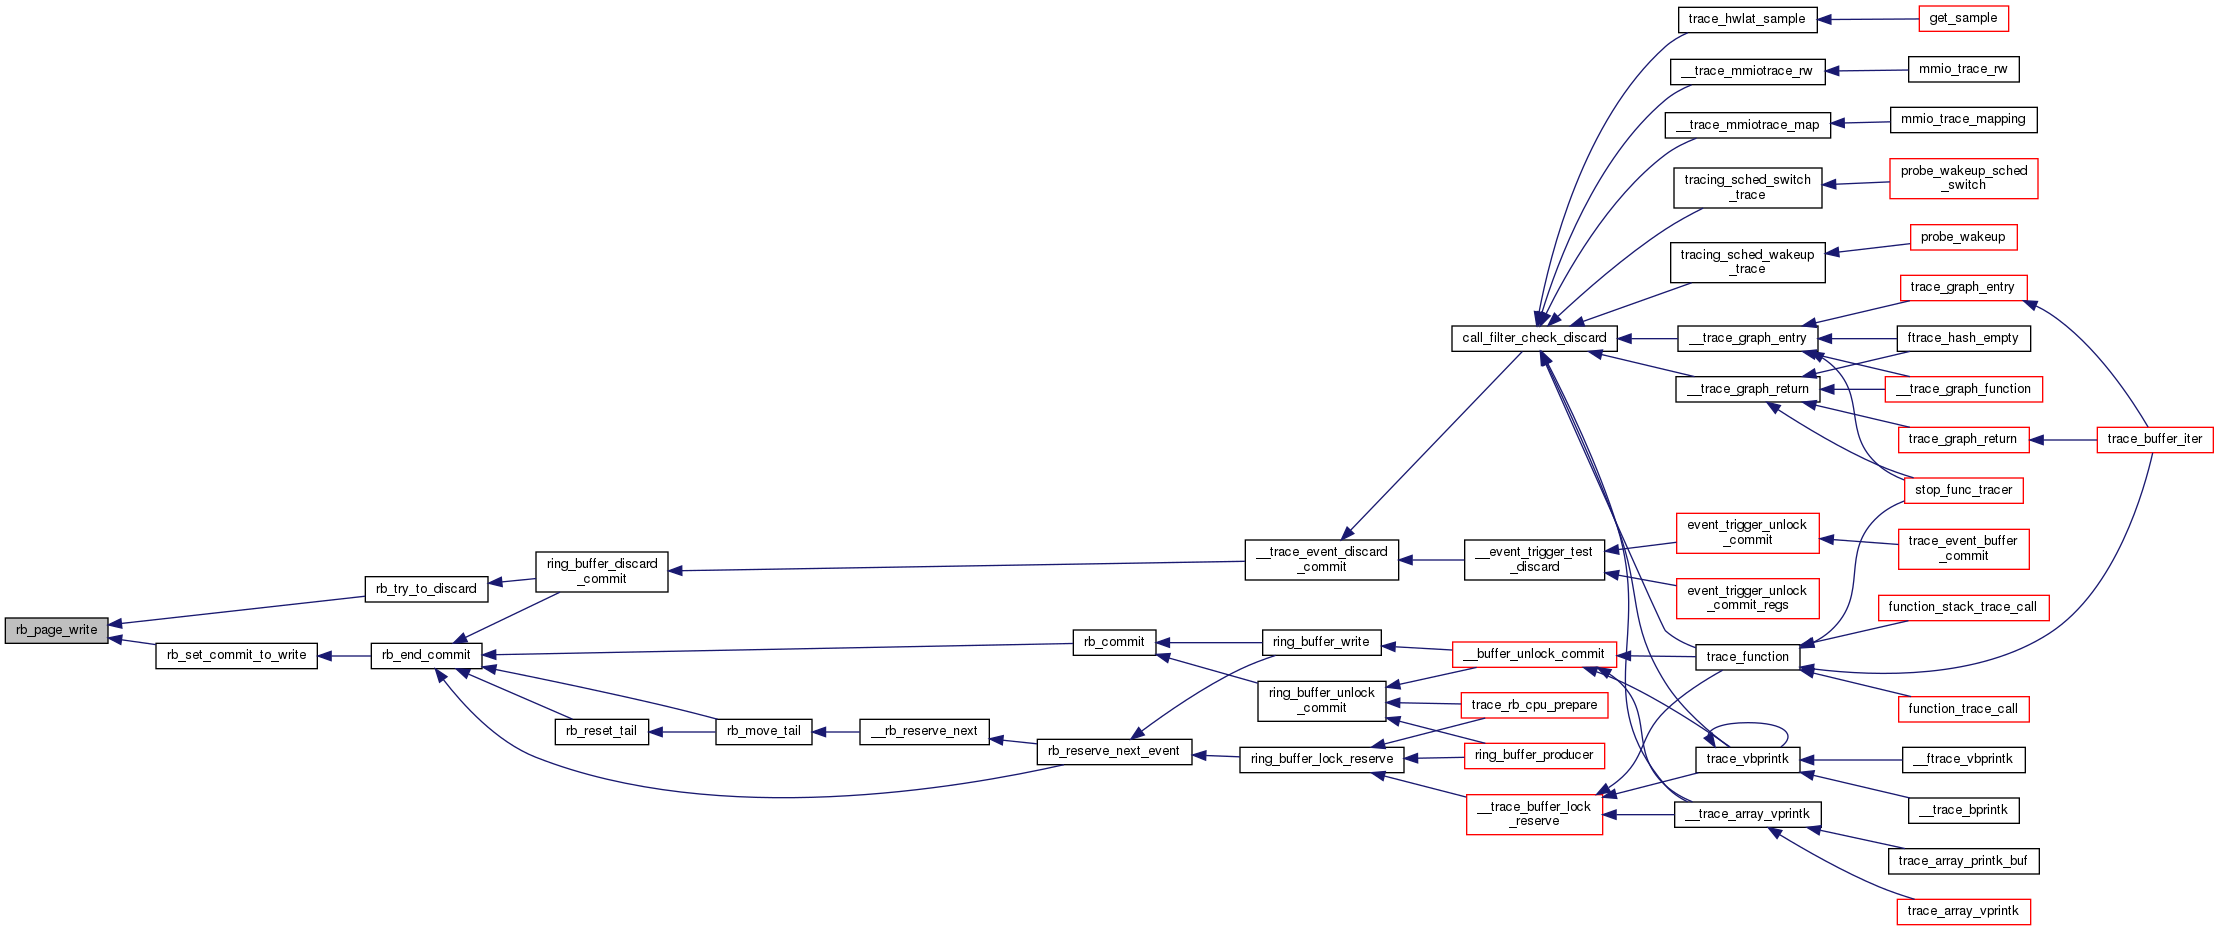 trace_hwlat_sample
get_sample
__trace_mmiotrace_rw
mmio_trace_rw
__trace_mmiotrace_map
mmio_trace_mapping
tracing_sched_switch
_trace
probe_wakeup_sched
_switch
tracing_sched_wakeup
_trace
probe_wakeup
trace_graph_entry
call_filter_check_discard
__trace_graph_entry
ftrace_hash_empty
__trace_graph_return
__trace_graph_function
trace_graph_return
trace_buffer_iter
stop_func_tracer
event_trigger_unlock
_commit
trace_event_buffer
_commit
__trace_event_discard
_commit
__event_trigger_test
_discard
ring_buffer_discard
_commit
rb_try_to_discard
event_trigger_unlock
_commit_regs
function_stack_trace_call
rb_page_write
rb_set_commit_to_write
rb_end_commit
rb_commit
ring_buffer_write
__buffer_unlock_commit
trace_function
ring_buffer_unlock
_commit
trace_rb_cpu_prepare
function_trace_call
rb_reset_tail
rb_move_tail
__rb_reserve_next
rb_reserve_next_event
ring_buffer_lock_reserve
ring_buffer_producer
trace_vbprintk
__ftrace_vbprintk
__trace_buffer_lock
_reserve
__trace_array_vprintk
__trace_bprintk
trace_array_printk_buf
trace_array_vprintk